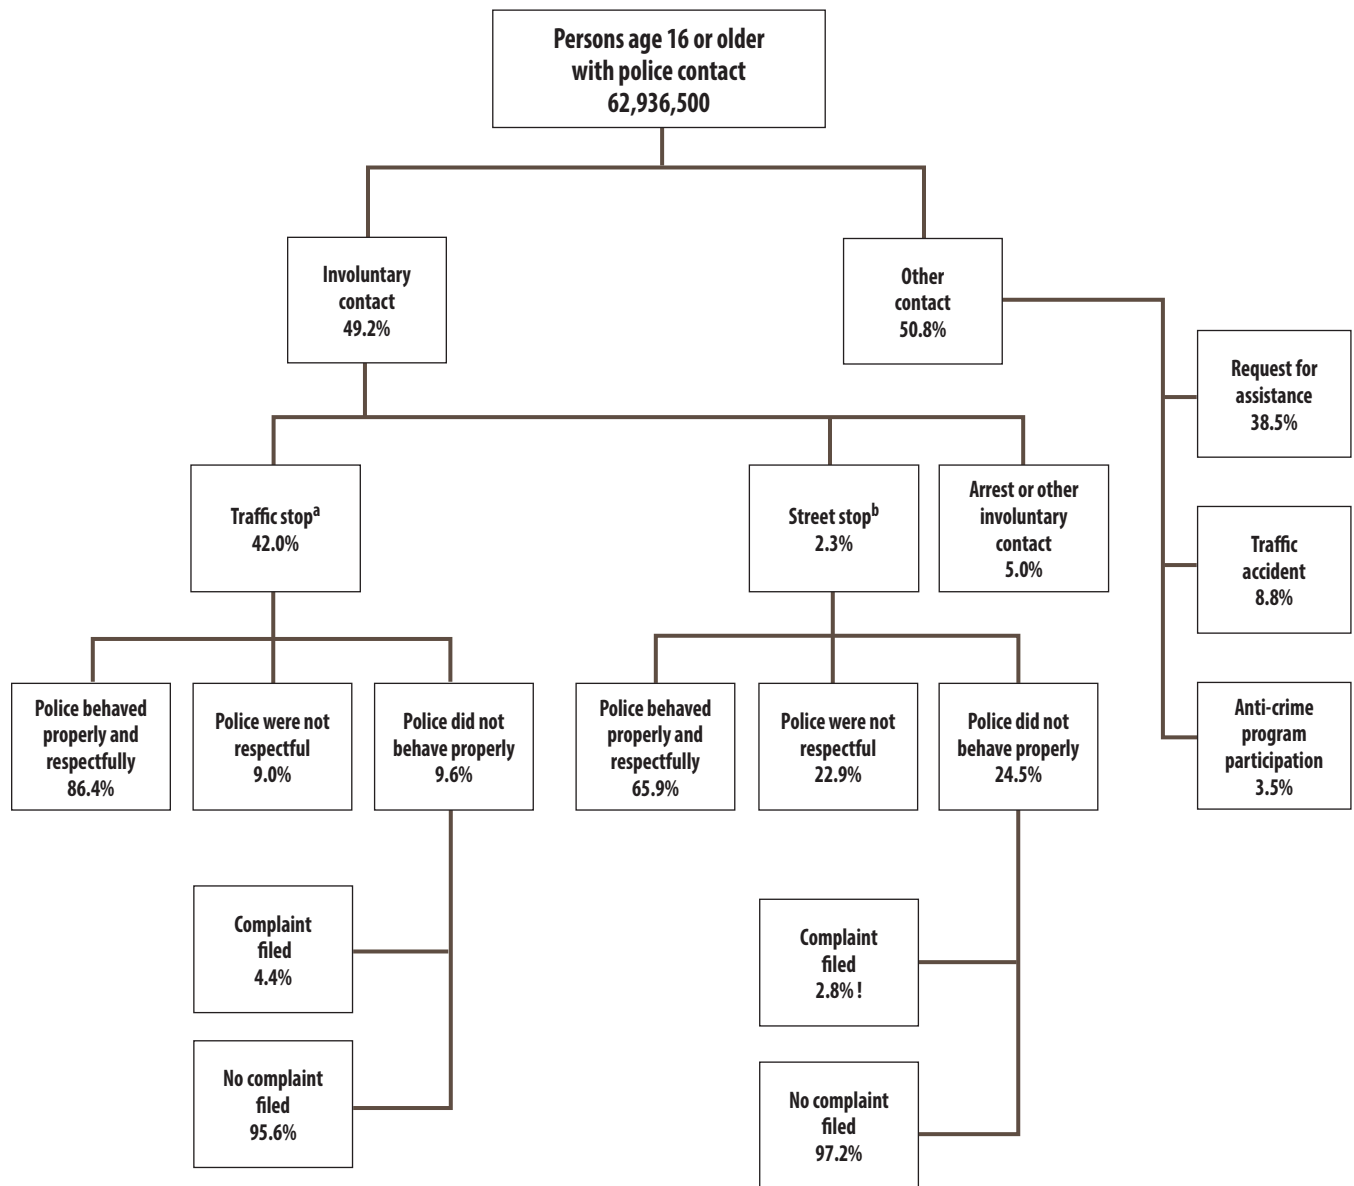 Persons age 16 or older
with police contact
62,936,500
Involuntary
contact
49.2%
Other
contact
50.8%
Request for
assistance
38.5%
Traffic
accident
8.8%
Anti-crime
program
participation
3.5%
Traffic stopᵃ
42.0%
Street stopᵇ
2.3%
Arrest or other
involuntary
contact
5.0%
Police behaved
properly and
respectfully
86.4%
Police were not
respectful
9.0%
Police did not
behave properly
9.6%
Police behaved
properly and
respectfully
65.9%
Police were not
respectful
22.9%
Police did not
behave properly
24.5%
Complaint
filed
4.4%
No complaint
filed
95.6%
Complaint
filed
2.8% !
No complaint
filed
97.2%